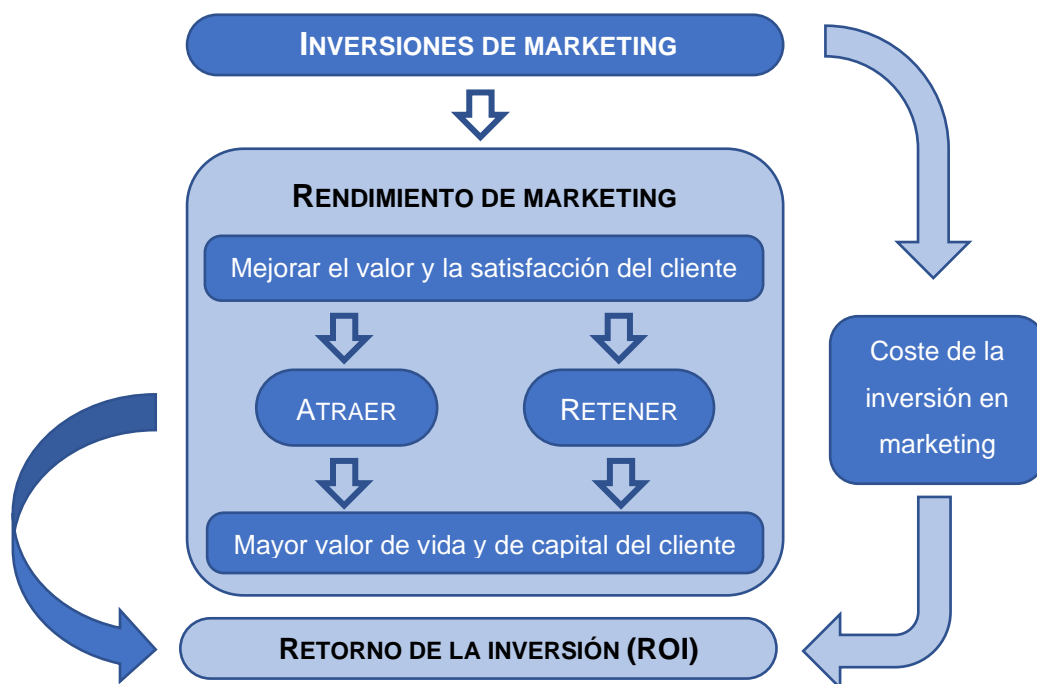 INVERSIONES DE MARKETING
RENDIMIENTO DE MARKETING
Mejorar el valor y la satisfacción del cliente
ATRAER
RETENER
Mayor valor de vida y de capital del cliente
Coste de la
inversión en
marketing
RETORNO DE LA INVERSIÓN (ROI)